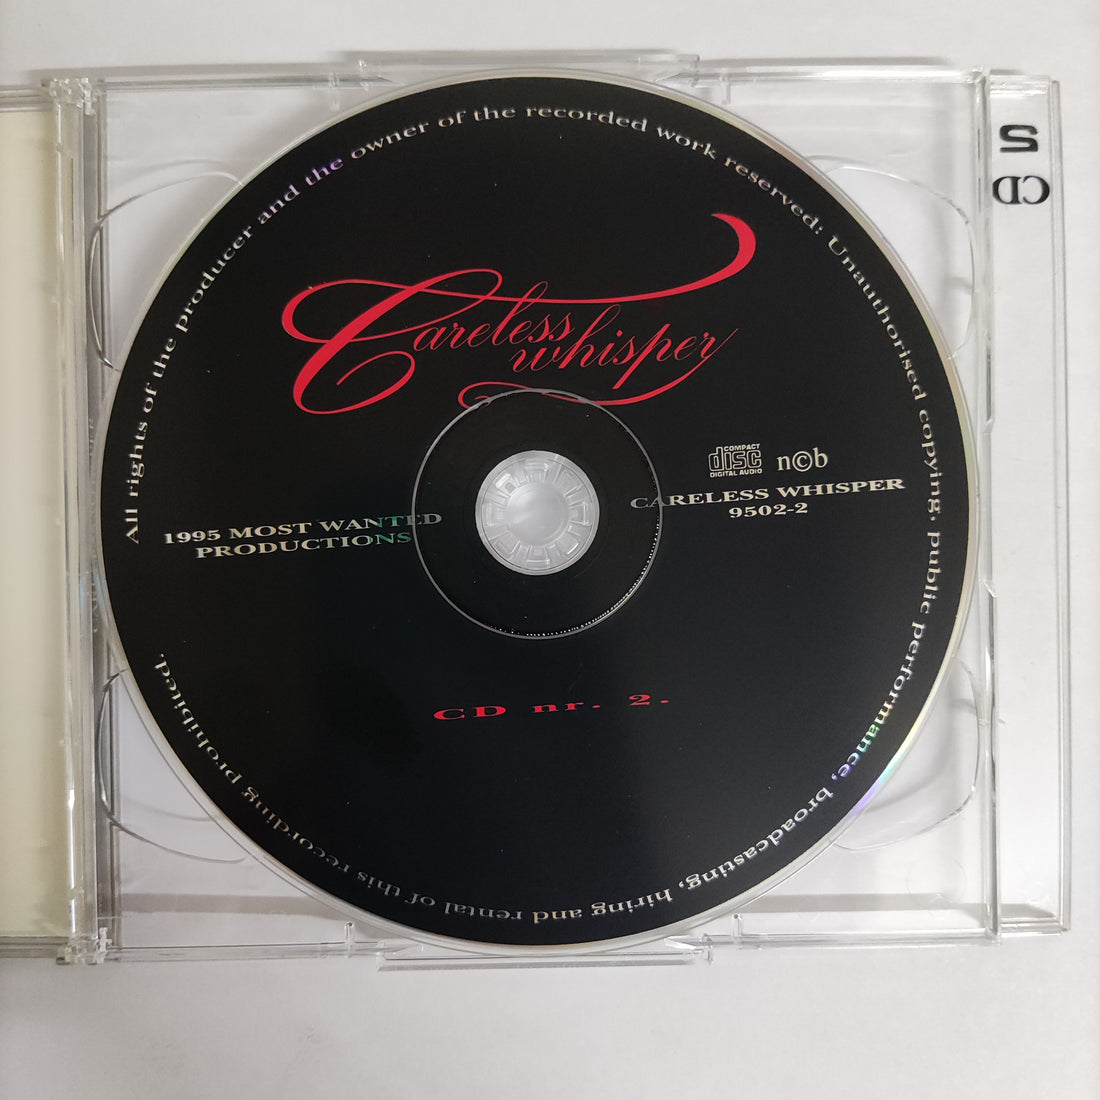 All rights of the producer and the owner of the recorded work reserved: Unauthorised copying, public performance, broadcasting, hiring and rental of this recording prohibited.
Careless
whisper
COMPACT
disc
DIGITAL AUDIO
n©b
1995 MOST WANTED
PRODUCTIONS
CARELESS WHISPER
9502-2
CD nr. 2.
2
CD